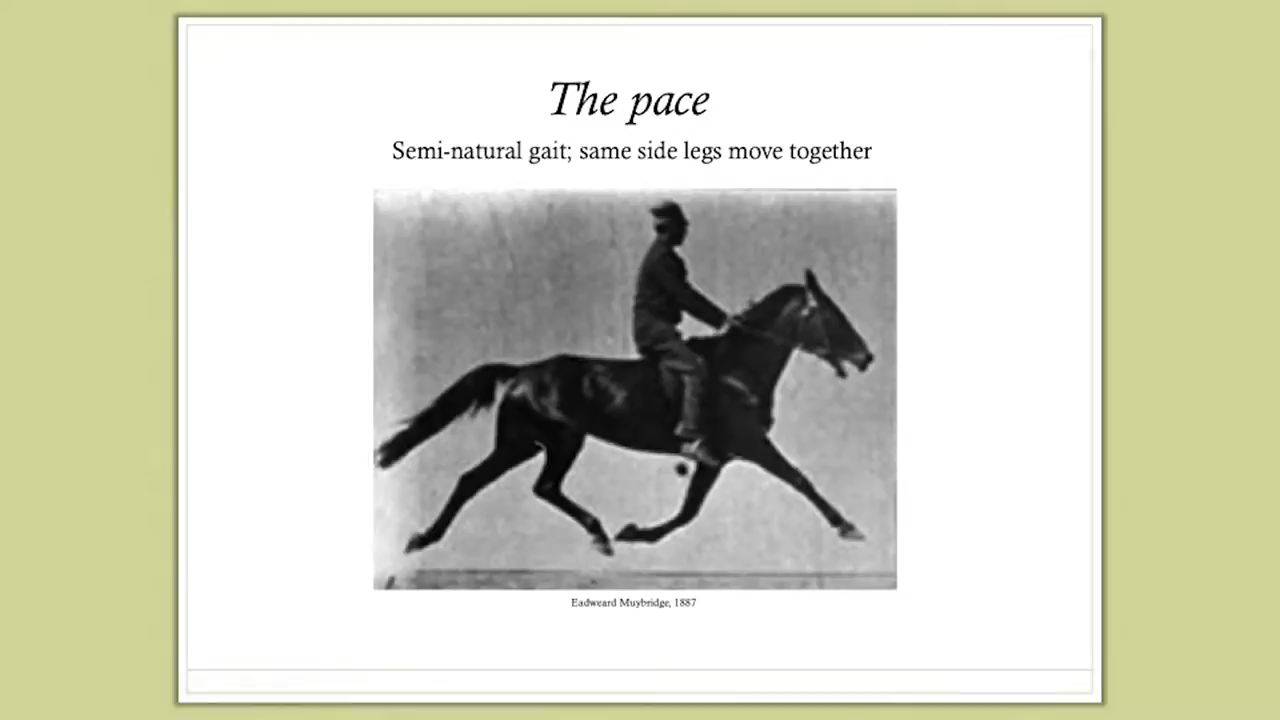 The pace
Semi-natural gait; same side legs move together
Eadweard Muybridge, 1887